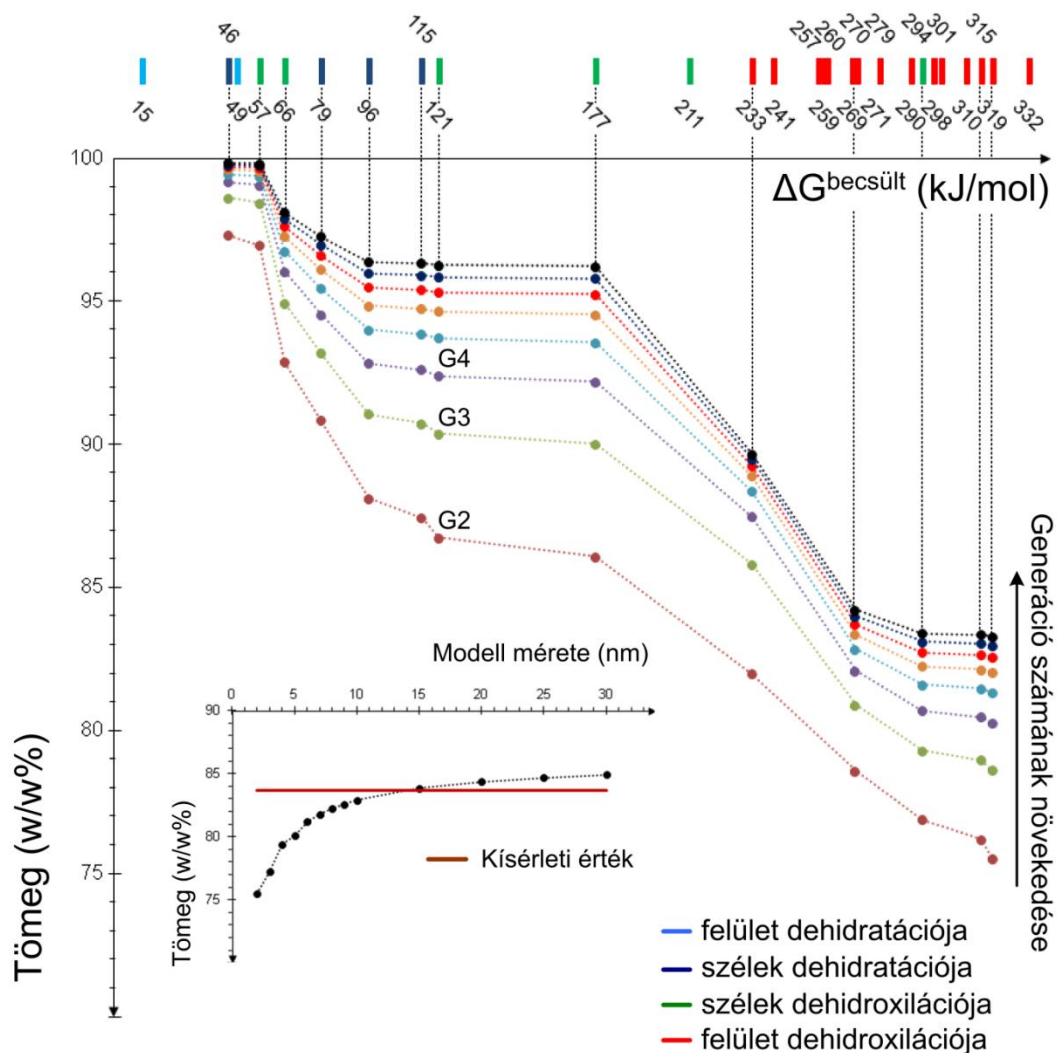 46 115 257 260 270 279 294 301 315
15 49 57 66 79 96 121 177 211 233 241 259 269 271 290 298 310 319 332
100
ΔGbecsült (kJ/mol)
95
G4
G3
90
G2
85
80
75
Tömeg (w/w%)
Generáció számának növekedése
Modell mérete (nm)
0 5 10 15 20 25 30
90
85
80
75
Tömeg (w/w%)
Kísérleti érték
felület dehidratációja
szélek dehidratációja
szélek dehidroxilációja
felület dehidroxilációja